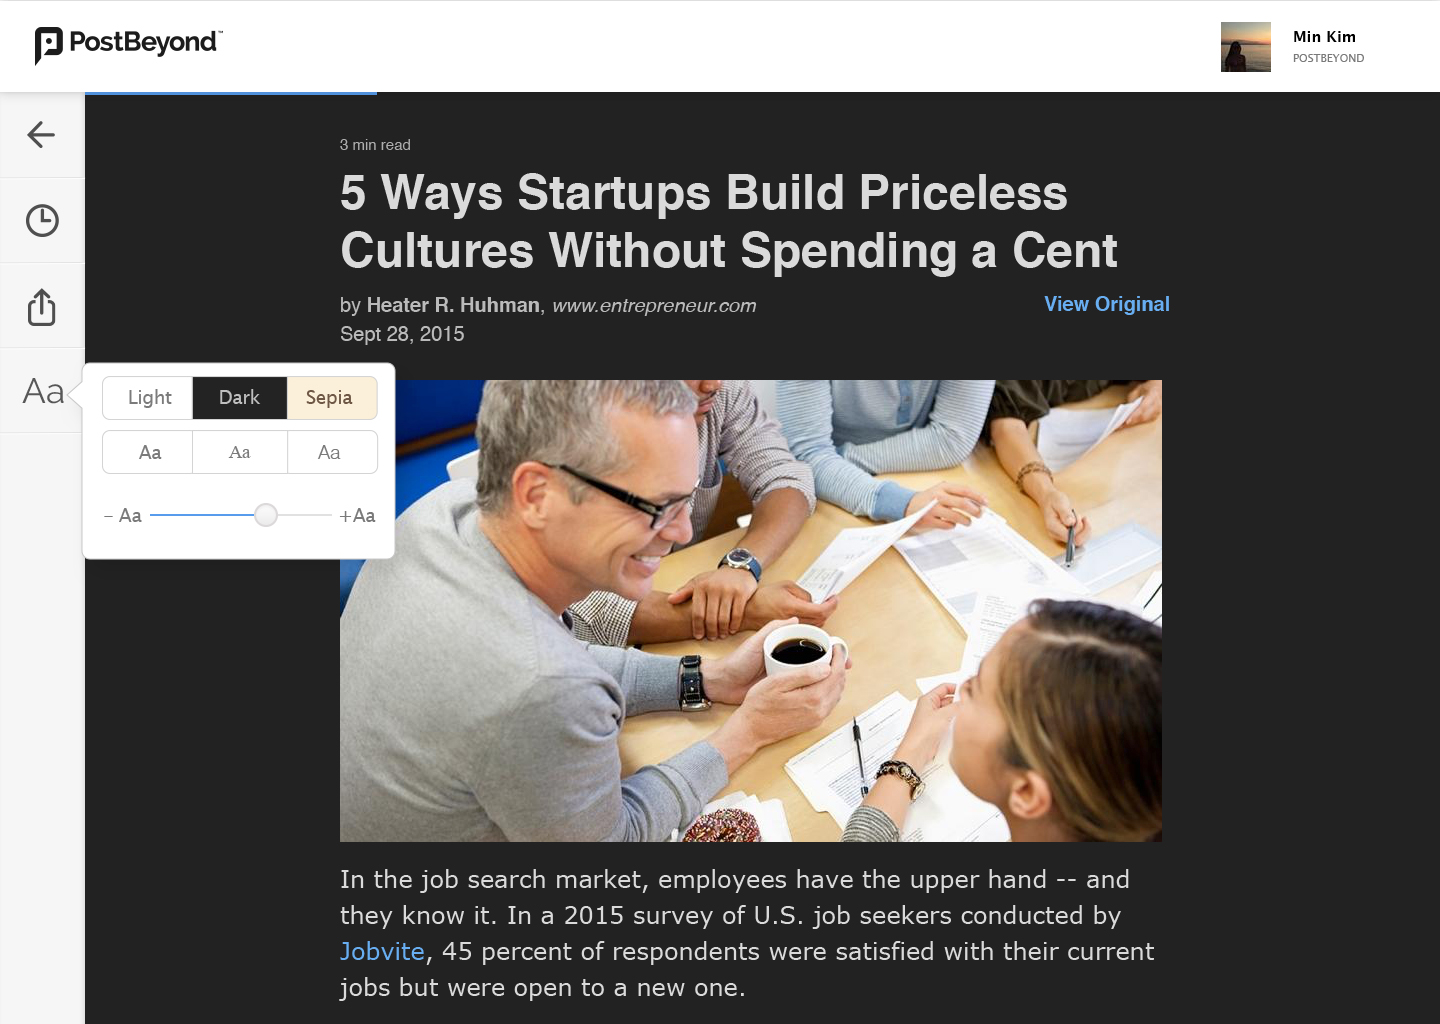 PostBeyond™
Min Kim
POSTBEYOND
3 min read
5 Ways Startups Build Priceless
Cultures Without Spending a Cent
by Heater R. Huhman, www.entrepreneur.com
View Original
Sept 28, 2015
Aa
Light Dark Sepia
Aa Aa Aa
– Aa +Aa
In the job search market, employees have the upper hand -- and
they know it. In a 2015 survey of U.S. job seekers conducted by
Jobvite, 45 percent of respondents were satisfied with their current
jobs but were open to a new one.